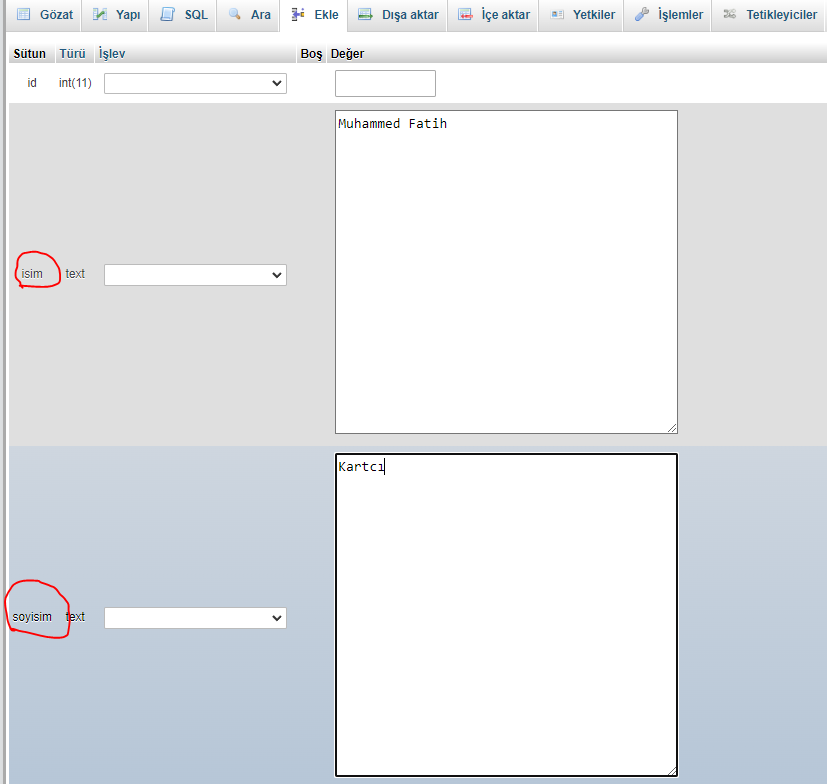 Gözat Yapı SQL Ara Ekle Dışa aktar İçe aktar Yetkiler İşlemler Tetikleyiciler
Sütun Türü İşlev Boş Değer
id int(11)
Muhammed Fatih
isim text
Kartcı
soyisim text